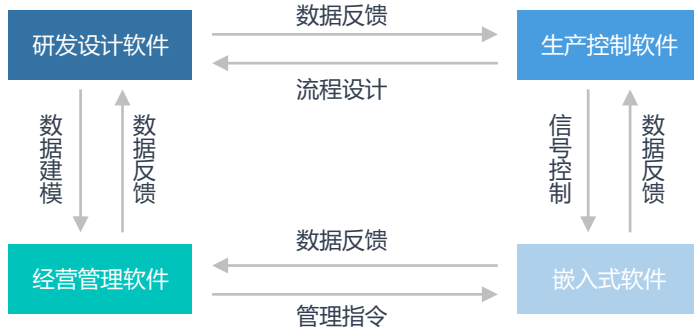 数据反馈
研发设计软件
生产控制软件
流程设计
数据建模
数据反馈
信号控制
数据反馈
数据反馈
经营管理软件
嵌入式软件
管理指令